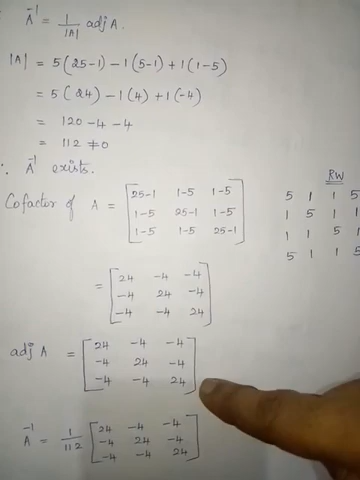 A⁻¹ = 1/|A| adj A.
|A| = 5(25-1) -1(5-1) +1(1-5)
= 5(24) -1(4) +1(-4)
= 120-4-4
= 112 ≠0
∴ A⁻¹ exists.
Cofactor of A = [25-1 1-5 1-5
1-5 25-1 1-5
1-5 1-5 25-1]
RW
5 1 1 5
1 5 1 1
1 1 5 1
5 1 1 5
= [24 -4 -4
-4 24 -4
-4 -4 24]
adj A = [24 -4 -4
-4 24 -4
-4 -4 24]
A⁻¹ = 1/112 [24 -4 -4
-4 24 -4
-4 -4 24]